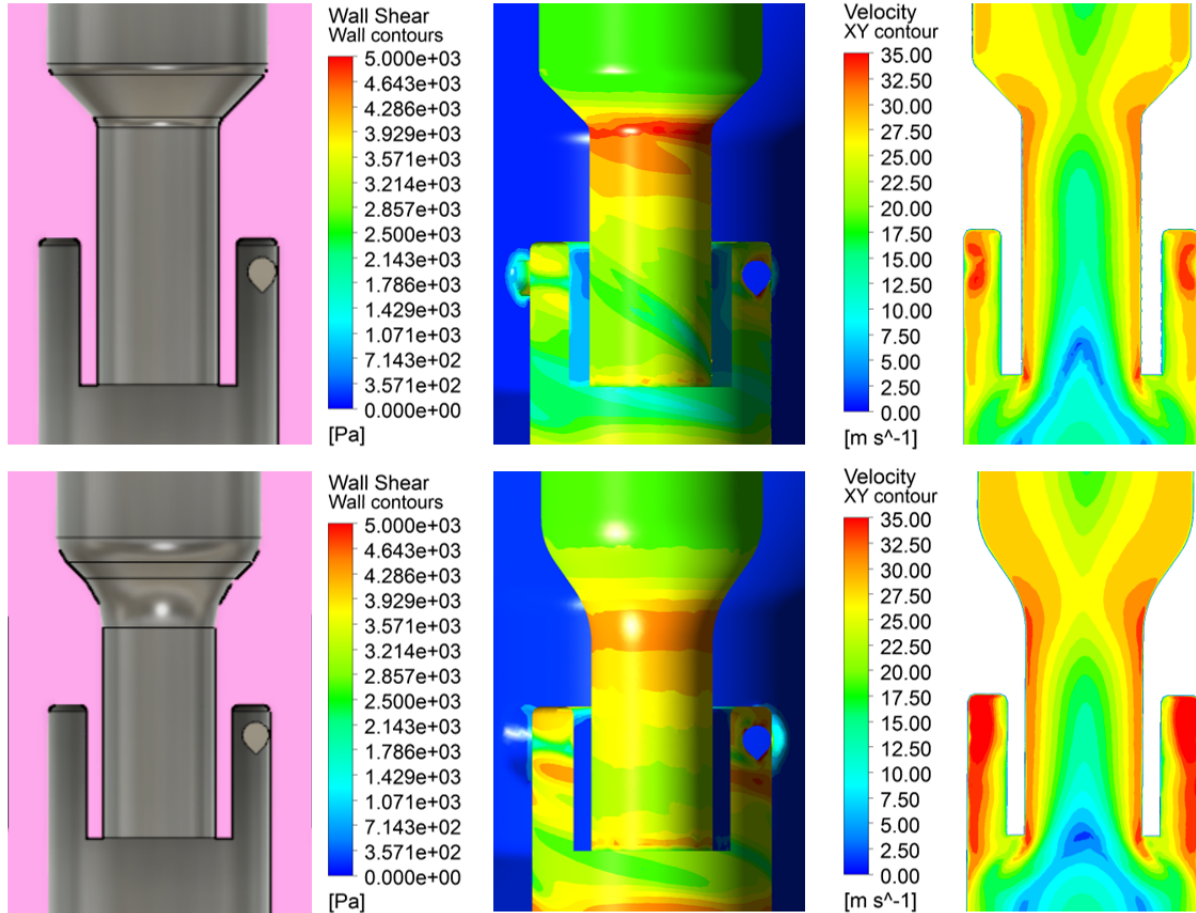 Wall Shear
Wall contours
5.000e+03
4.643e+03
4.286e+03
3.929e+03
3.571e+03
3.214e+03
2.857e+03
2.500e+03
2.143e+03
1.786e+03
1.429e+03
1.071e+03
7.143e+02
3.571e+02
0.000e+00
[Pa]
Velocity
XY contour
35.00
32.50
30.00
27.50
25.00
22.50
20.00
17.50
15.00
12.50
10.00
7.50
5.00
2.50
0.00
[m s^-1]
Wall Shear
Wall contours
5.000e+03
4.643e+03
4.286e+03
3.929e+03
3.571e+03
3.214e+03
2.857e+03
2.500e+03
2.143e+03
1.786e+03
1.429e+03
1.071e+03
7.143e+02
3.571e+02
0.000e+00
[Pa]
Velocity
XY contour
35.00
32.50
30.00
27.50
25.00
22.50
20.00
17.50
15.00
12.50
10.00
7.50
5.00
2.50
0.00
[m s^-1]